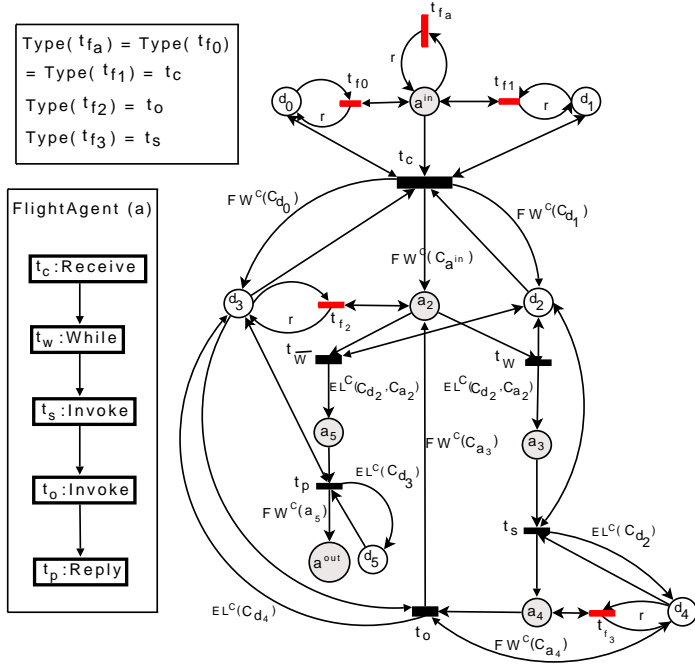 Type( t_fa ) = Type( t_f0 )
= Type( t_f1 ) = t_c
Type( t_f2 ) = t_o
Type( t_f3 ) = t_s
FlightAgent (a)
t_c:Receive
t_w:While
t_s:Invoke
t_o:Invoke
t_p:Reply
t_fa
r
d_0
r
t_f0
a^in
t_f1
r
d_1
t_c
FW^C(C_d0)
FW^C(C_a^in)
FW^C(C_d1)
d_3
r
t_f2
a_2
d_2
t_W̅
t_W
EL^C(C_d2,C_a2)
EL^C(C_d2,C_a2)
a_5
FW^C(C_a3)
a_3
t_p
EL^C(C_d3)
FW^C(a_5)
a^out
d_5
t_s
EL^C(C_d2)
EL^C(C_d4)
t_o
a_4
t_f3
r
d_4
FW^C(C_a4)